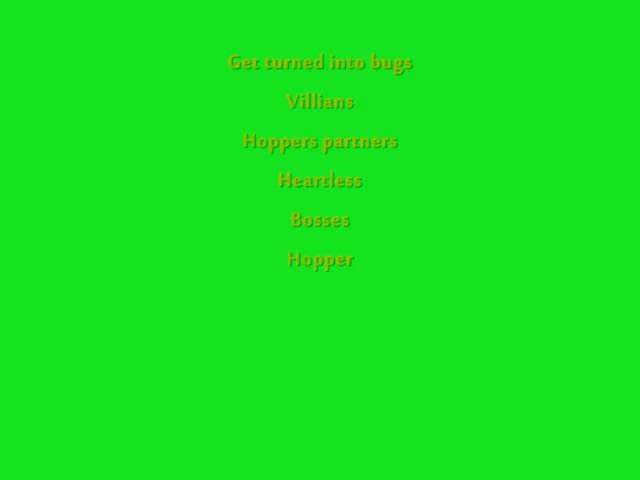 Get turned into bugs
Villians
Hoppers partners
Heartless
Bosses
Hopper